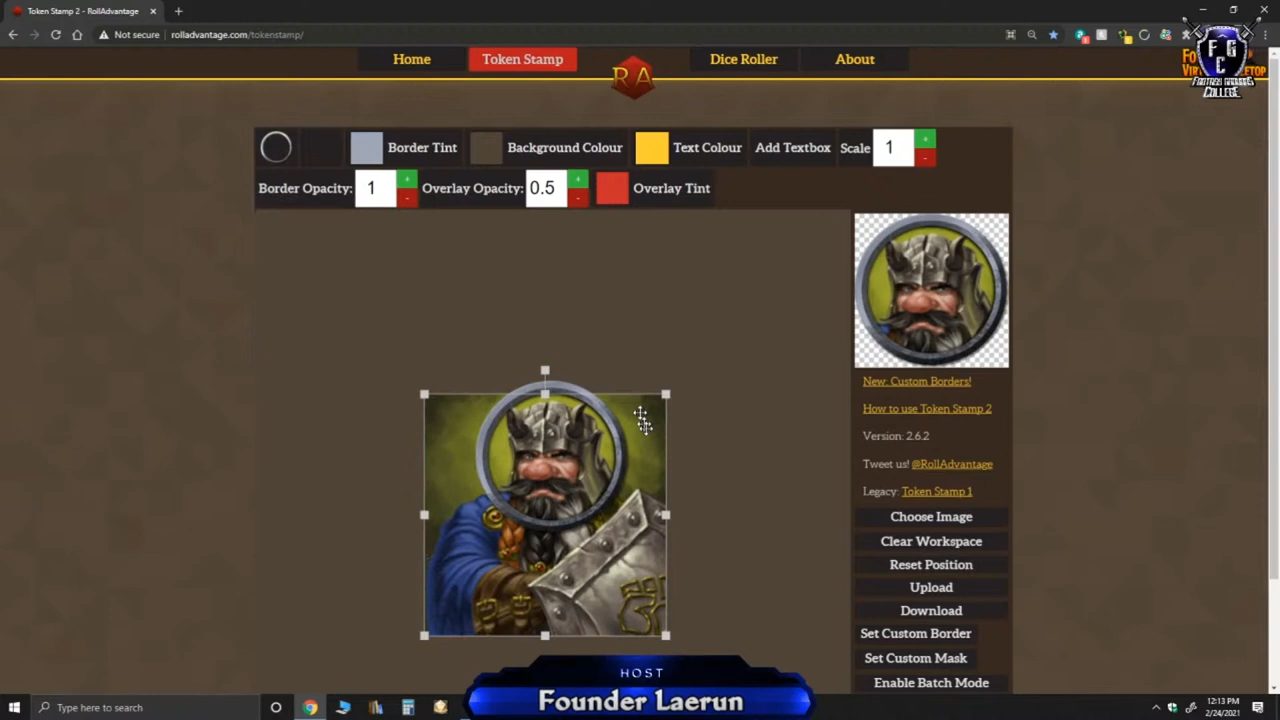 Token Stamp 2 - RollAdvantage
Not secure
rolladvantage.com/tokenstamp/
Home
Token Stamp
RA
Dice Roller
About
F G C
FANTASY GROUNDS
COLLEGE
Border Tint
Background Colour
Text Colour
Add Textbox
Scale
1
+
-
Border Opacity:
1
+
-
Overlay Opacity:
0.5
+
-
Overlay Tint
New: Custom Borders!
How to use Token Stamp 2
Version: 2.6.2
Tweet us! @RollAdvantage
Legacy: Token Stamp 1
Choose Image
Clear Workspace
Reset Position
Upload
Download
Set Custom Border
Set Custom Mask
Enable Batch Mode
HOST
Founder Laerun
Type here to search
12:13 PM
2/24/2021